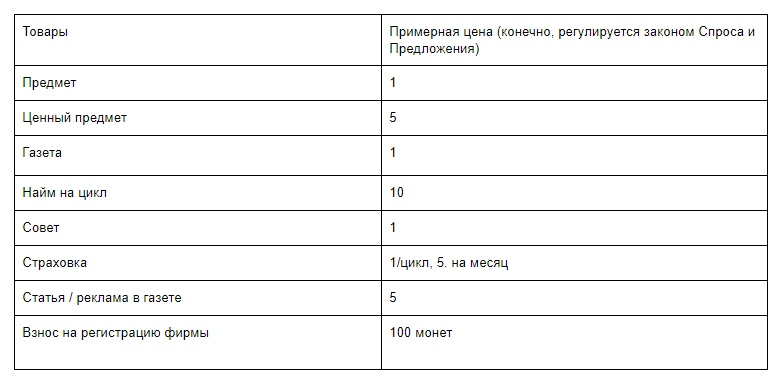 Товары
Примерная цена (конечно, регулируется законом Спроса и
Предложения)
Предмет
1
Ценный предмет
5
Газета
1
Найм на цикл
10
Совет
1
Страховка
1/цикл, 5. на месяц
Статья / реклама в газете
5
Взнос на регистрацию фирмы
100 монет